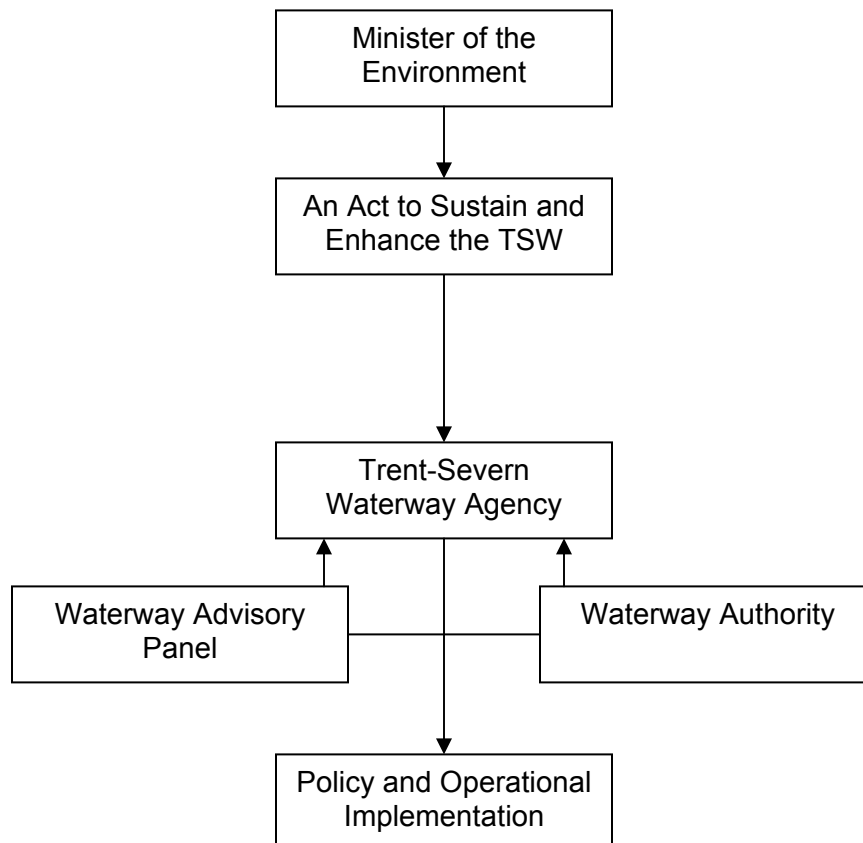 Minister of the
Environment
An Act to Sustain and
Enhance the TSW
Trent-Severn
Waterway Agency
Waterway Advisory
Panel
Waterway Authority
Policy and Operational
Implementation